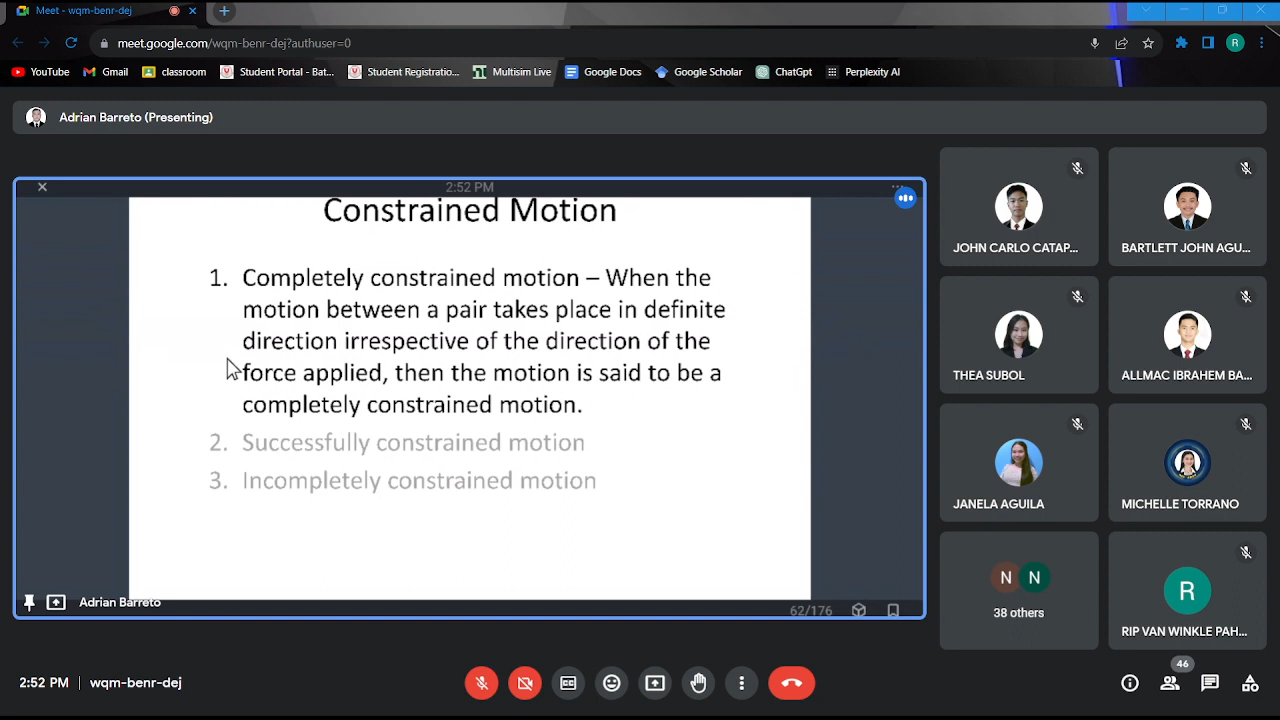 Meet - wqm-benr-dej
meet.google.com/wqm-benr-dej?authuser=0
R
YouTube
Gmail
classroom
Student Portal - Bat...
Student Registratio...
Multisim Live
Google Docs
Google Scholar
ChatGpt
Perplexity AI
Adrian Barreto (Presenting)
2:52 PM
Constrained Motion
1. Completely constrained motion – When the
motion between a pair takes place in definite
direction irrespective of the direction of the
force applied, then the motion is said to be a
completely constrained motion.
2. Successfully constrained motion
3. Incompletely constrained motion
Adrian Barreto
62/176
JOHN CARLO CATAP...
BARTLETT JOHN AGU...
THEA SUBOL
ALLMAC IBRAHEM BA...
JANELA AGUILA
MICHELLE TORRANO
N N
38 others
R
RIP VAN WINKLE PAH...
2:52 PM | wqm-benr-dej
46